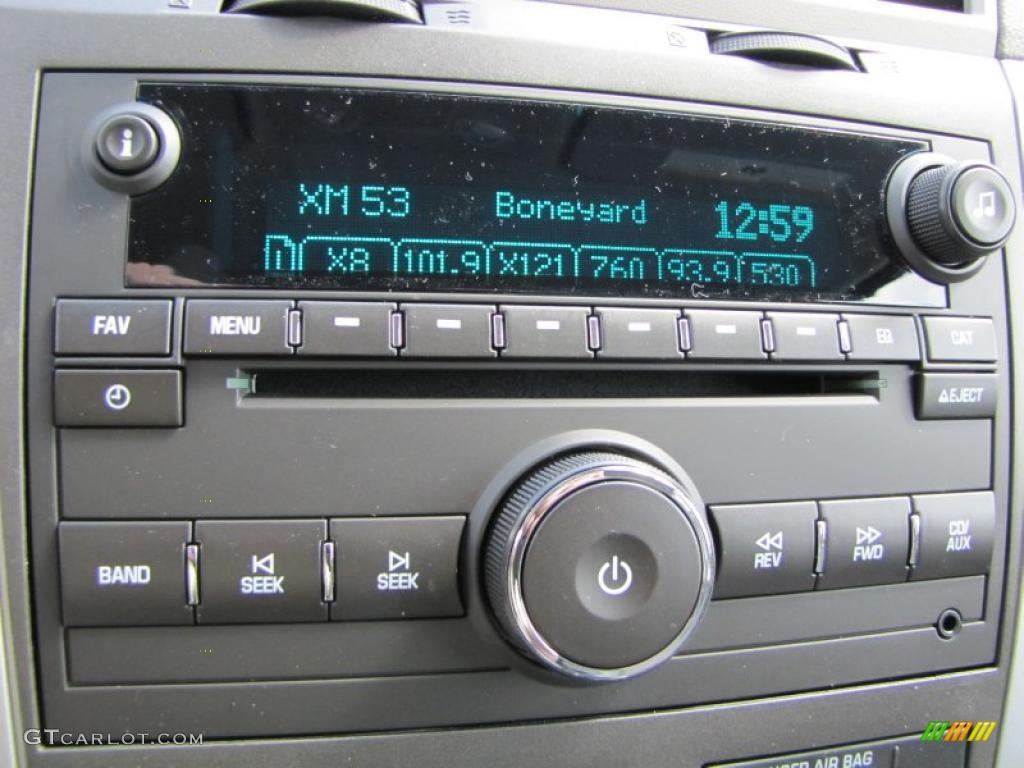 i
XM 53 Boneyard 12:59
1 X8 101.9 X121 760 93.9 530
FAV MENU EQ CAT
EJECT
BAND SEEK SEEK REV FWD CD/
AUX
AIR BAG
GTCARLOT.COM